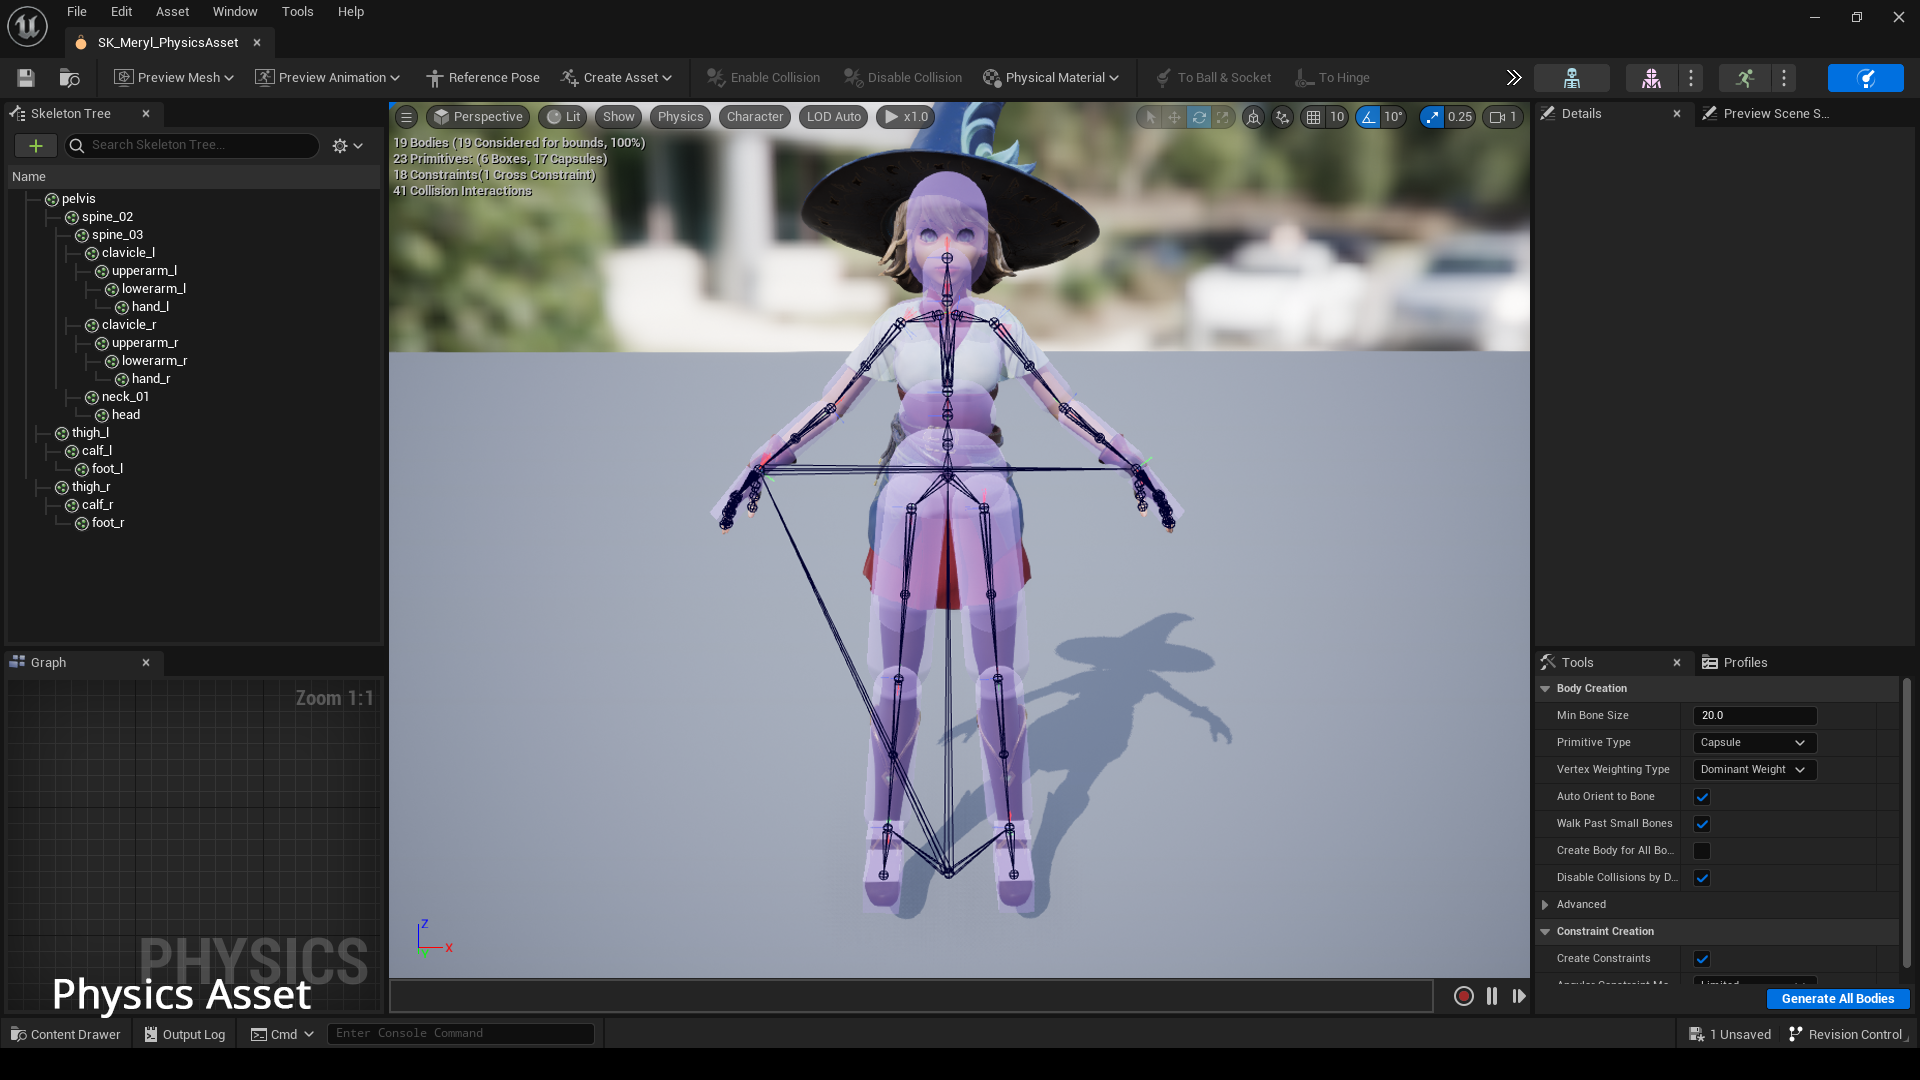 File Edit Asset Window Tools Help
SK_Meryl_PhysicsAsset
Preview Mesh Preview Animation Reference Pose Create Asset Enable Collision Disable Collision Physical Material To Ball & Socket To Hinge
Skeleton Tree
Search Skeleton Tree...
Name
pelvis
spine_02
spine_03
clavicle_l
upperarm_l
lowerarm_l
hand_l
clavicle_r
upperarm_r
lowerarm_r
hand_r
neck_01
head
thigh_l
calf_l
foot_l
thigh_r
calf_r
foot_r
Graph
Zoom 1:1
PHYSICS
Physics Asset
Perspective Lit Show Physics Character LOD Auto x1.0 10 10° 0.25 1
19 Bodies (19 Considered for bounds, 100%)
23 Primitives: (6 Boxes, 17 Capsules)
18 Constraints(1 Cross Constraint)
41 Collision Interactions
Z
X
Y
Details Preview Scene S...
Tools Profiles
Body Creation
Min Bone Size 20.0
Primitive Type Capsule
Vertex Weighting Type Dominant Weight
Auto Orient to Bone
Walk Past Small Bones
Create Body for All Bo...
Disable Collisions by D...
Advanced
Constraint Creation
Create Constraints
Generate All Bodies
Content Drawer Output Log Cmd Enter Console Command 1 Unsaved Revision Control